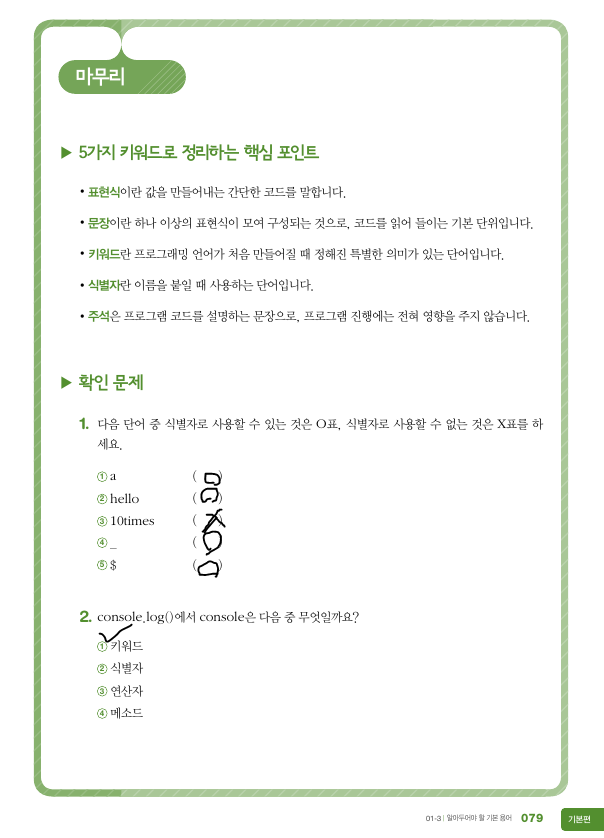 마무리
▶ 5가지 키워드로 정리하는 핵심 포인트
• 표현식이란 값을 만들어내는 간단한 코드를 말합니다.
• 문장이란 하나 이상의 표현식이 모여 구성되는 것으로, 코드를 읽어 들이는 기본 단위입니다.
• 키워드란 프로그래밍 언어가 처음 만들어질 때 정해진 특별한 의미가 있는 단어입니다.
• 식별자란 이름을 붙일 때 사용하는 단어입니다.
• 주석은 프로그램 코드를 설명하는 문장으로, 프로그램 진행에는 전혀 영향을 주지 않습니다.
▶ 확인 문제
1. 다음 단어 중 식별자로 사용할 수 있는 것은 O표, 식별자로 사용할 수 없는 것은 X표를 하
세요.
① a ( O )
② hello ( O )
③ 10times ( X )
④ _ ( O )
⑤ $ ( O )
2. console.log()에서 console은 다음 중 무엇일까요?
① 키워드
② 식별자
③ 연산자
④ 메소드
01-3 | 알아두어야 할 기본 용어 079 기본편